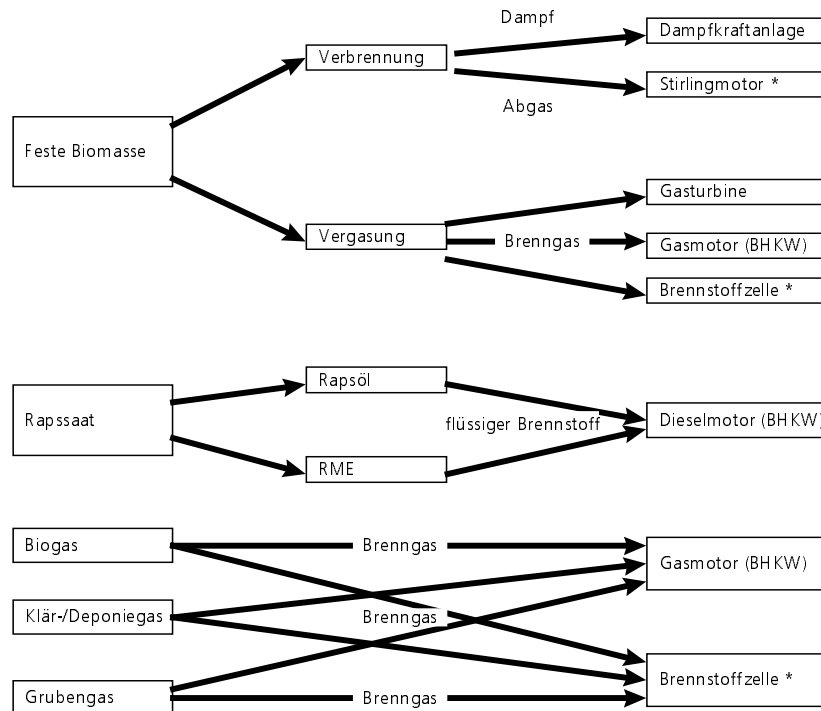 Dampf
Dampfkraftanlage
Verbrennung
Stirlingmotor *
Abgas
Feste Biomasse
Gasturbine
Vergasung
Brenngas
Gasmotor (BHKW)
Brennstoffzelle *
Rapsöl
Rapssaat
flüssiger Brennstoff
Dieselmotor (BHKW)
RME
Biogas
Brenngas
Gasmotor (BHKW)
Klär-/Deponiegas
Brenngas
Brennstoffzelle *
Grubengas
Brenngas